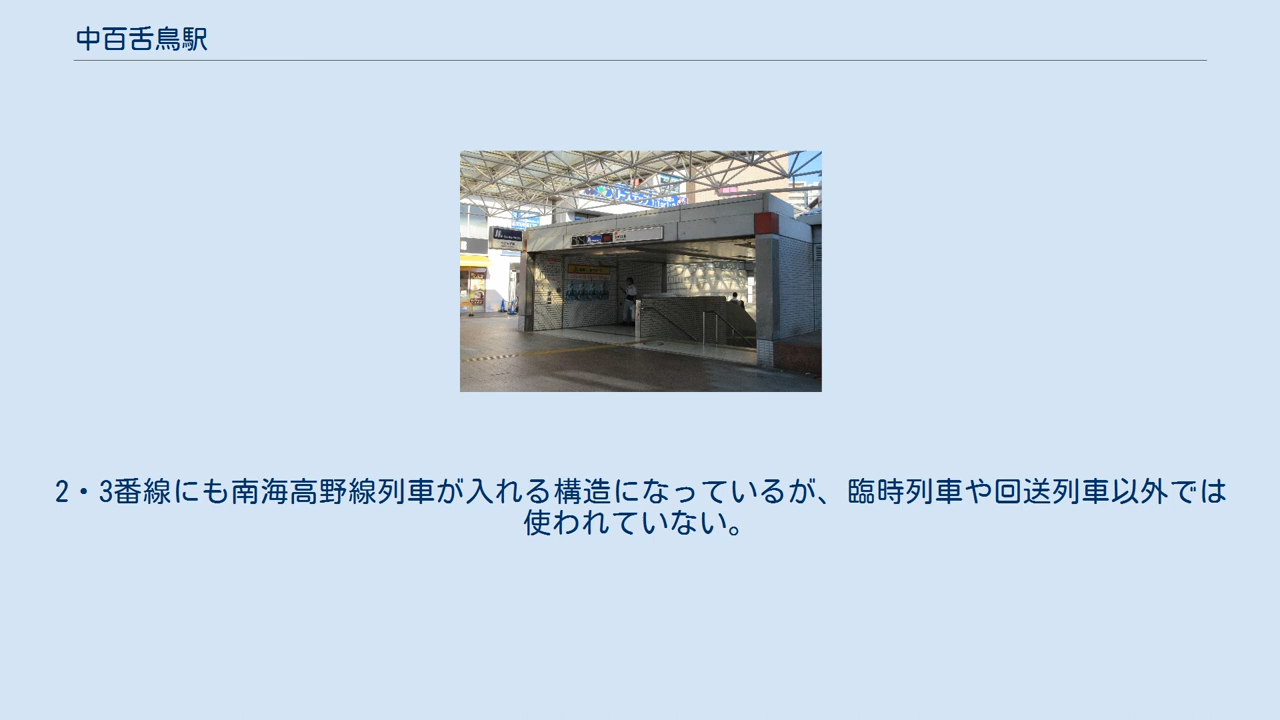 中百舌鳥駅
2・3番線にも南海高野線列車が入れる構造になっているが、臨時列車や回送列車以外では
使われていない。